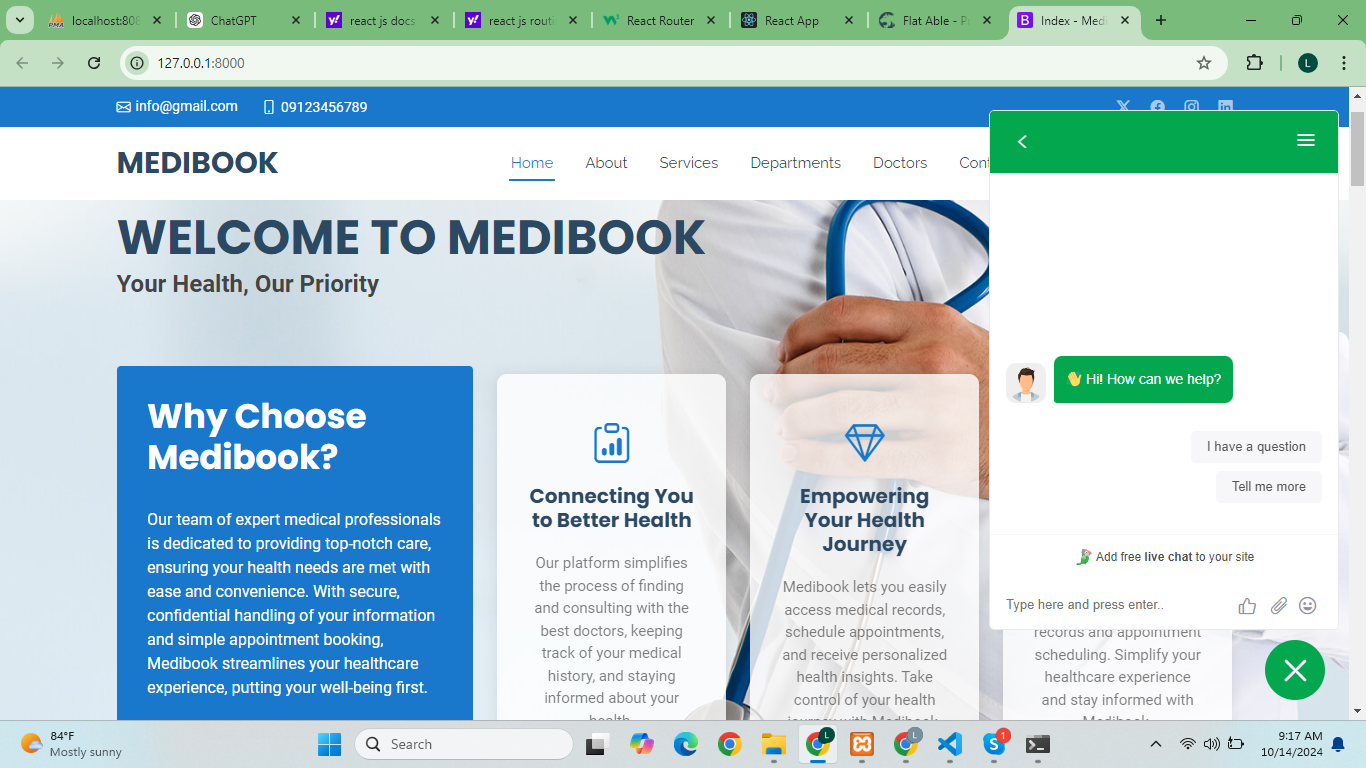 localhost:808
ChatGPT
react js docs
react js routi
React Router
React App
Flat Able - P
Index - Medi
127.0.0.1:8000
L
info@gmail.com
09123456789
MEDIBOOK
Home
About
Services
Departments
Doctors
Cont
WELCOME TO MEDIBOOK
Your Health, Our Priority
Why Choose
Medibook?
Our team of expert medical professionals
is dedicated to providing top-notch care,
ensuring your health needs are met with
ease and convenience. With secure,
confidential handling of your information
and simple appointment booking,
Medibook streamlines your healthcare
experience, putting your well-being first.
Connecting You
to Better Health
Our platform simplifies
the process of finding
and consulting with the
best doctors, keeping
track of your medical
history, and staying
informed about your
health.
Empowering
Your Health
Journey
Medibook lets you easily
access medical records,
schedule appointments,
and receive personalized
health insights. Take
control of your health
journey with Medibook.
records and appointment
scheduling. Simplify your
healthcare experience
and stay informed with
Medibook.
👋 Hi! How can we help?
I have a question
Tell me more
Add free live chat to your site
Type here and press enter..
84°F
Mostly sunny
Search
L
L
1
9:17 AM
10/14/2024